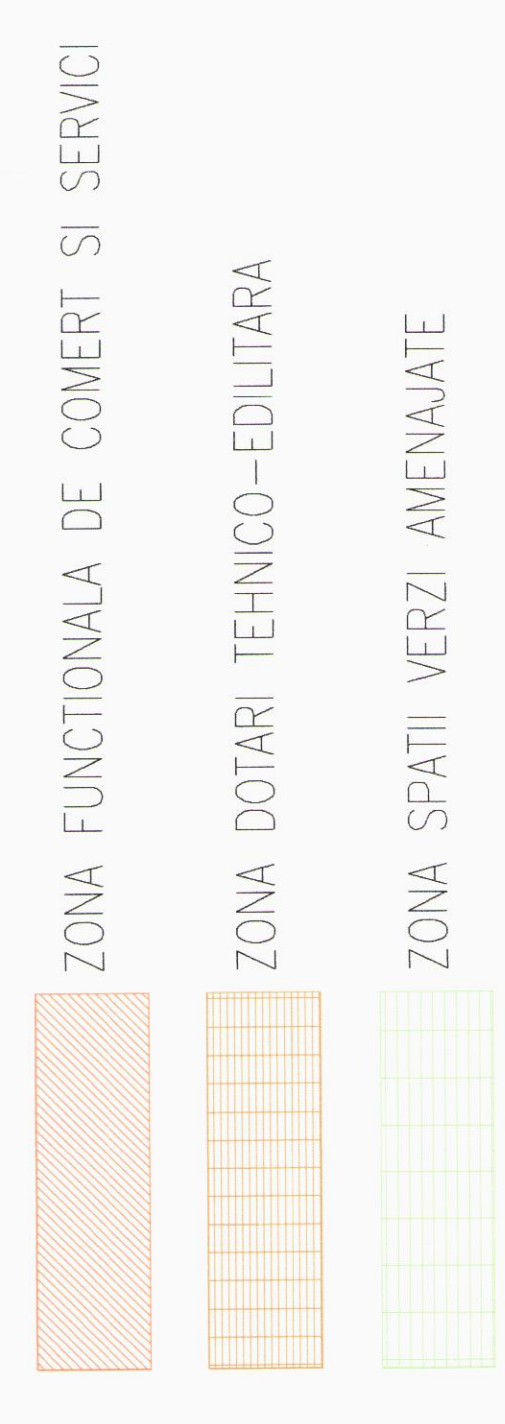 ZONA FUNCTIONALA DE COMERT SI SERVICI
ZONA DOTARI TEHNICO-EDILITARA
ZONA SPATII VERZI AMENAJATE